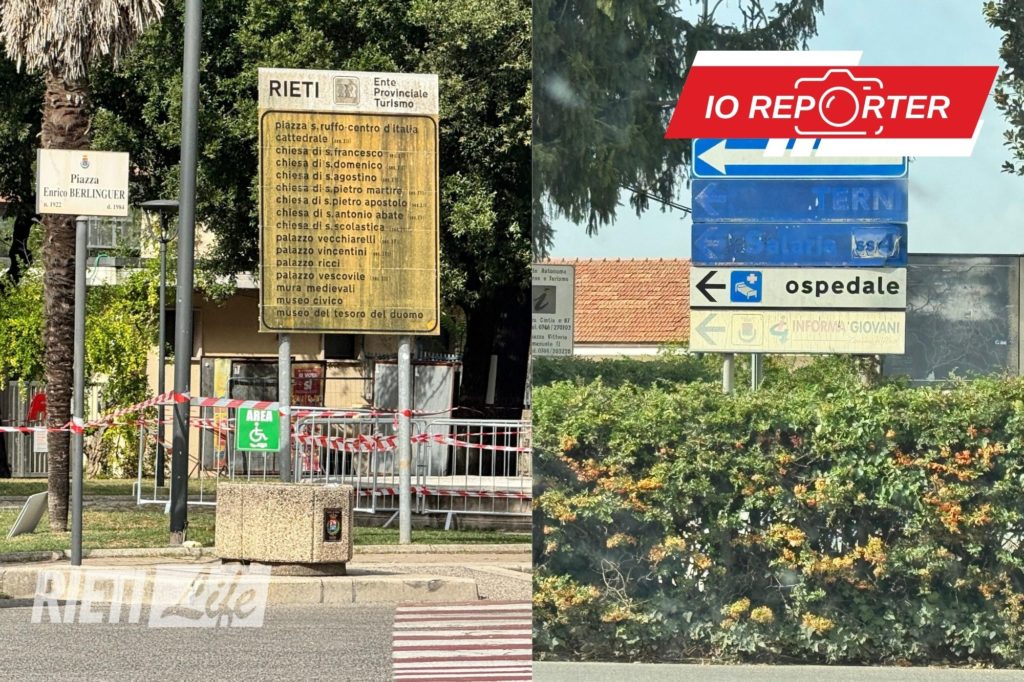 RIETI
Ente
Provinciale
Turismo
piazza s.ruffo-centro d'italia
cattedrale
chiesa di s.francesco
chiesa di s.domenico
chiesa di s.agostino
chiesa di s.pietro martire
chiesa di s.pietro apostolo
chiesa di s.antonio abate
chiesa di s.scolastica
palazzo vecchiarelli
palazzo vincentini
palazzo ricci
palazzo vescovile
mura medievali
museo civico
museo del tesoro del duomo
Piazza
Enrico BERLINGUER
n. 1922 d. 1984
AREA
RIETI Life
IO REPORTER
TERNI
Salaria SS4
ospedale
INFORMA GIOVANI
i